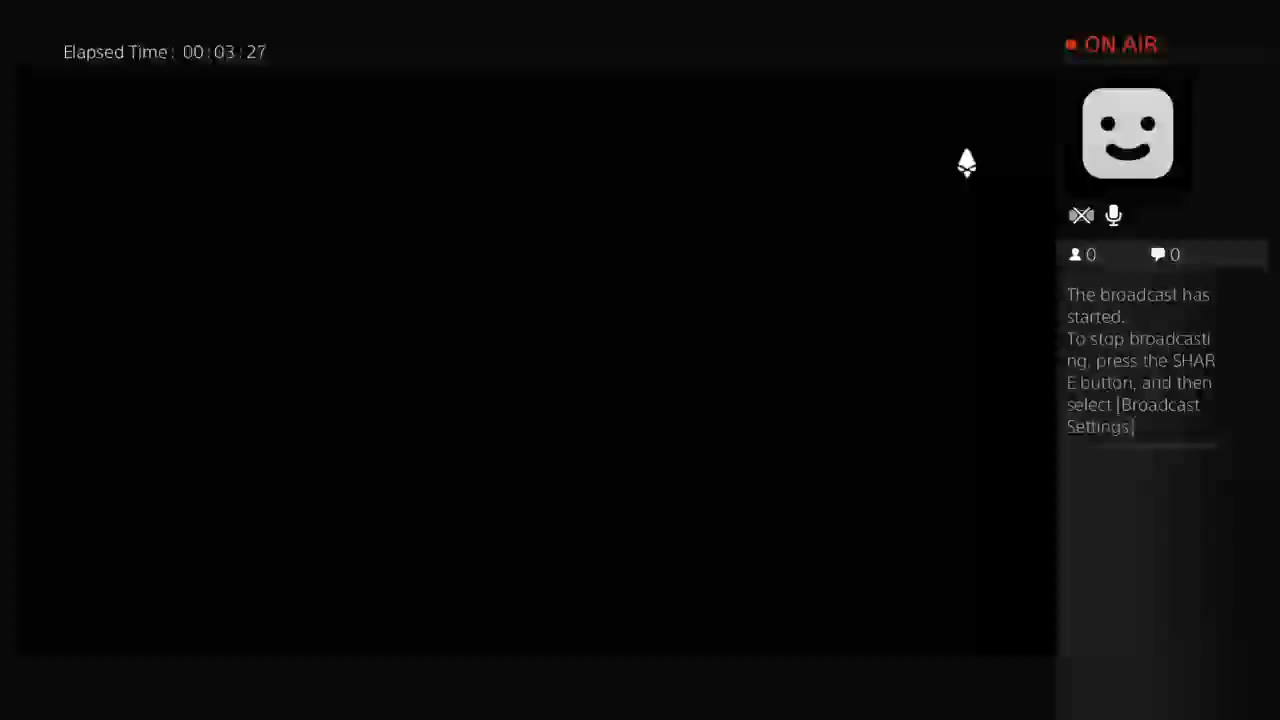 Elapsed Time: 00:03:27
ON AIR
0 0
The broadcast has
started.
To stop broadcasti
ng, press the SHAR
E button, and then
select [Broadcast
Settings]